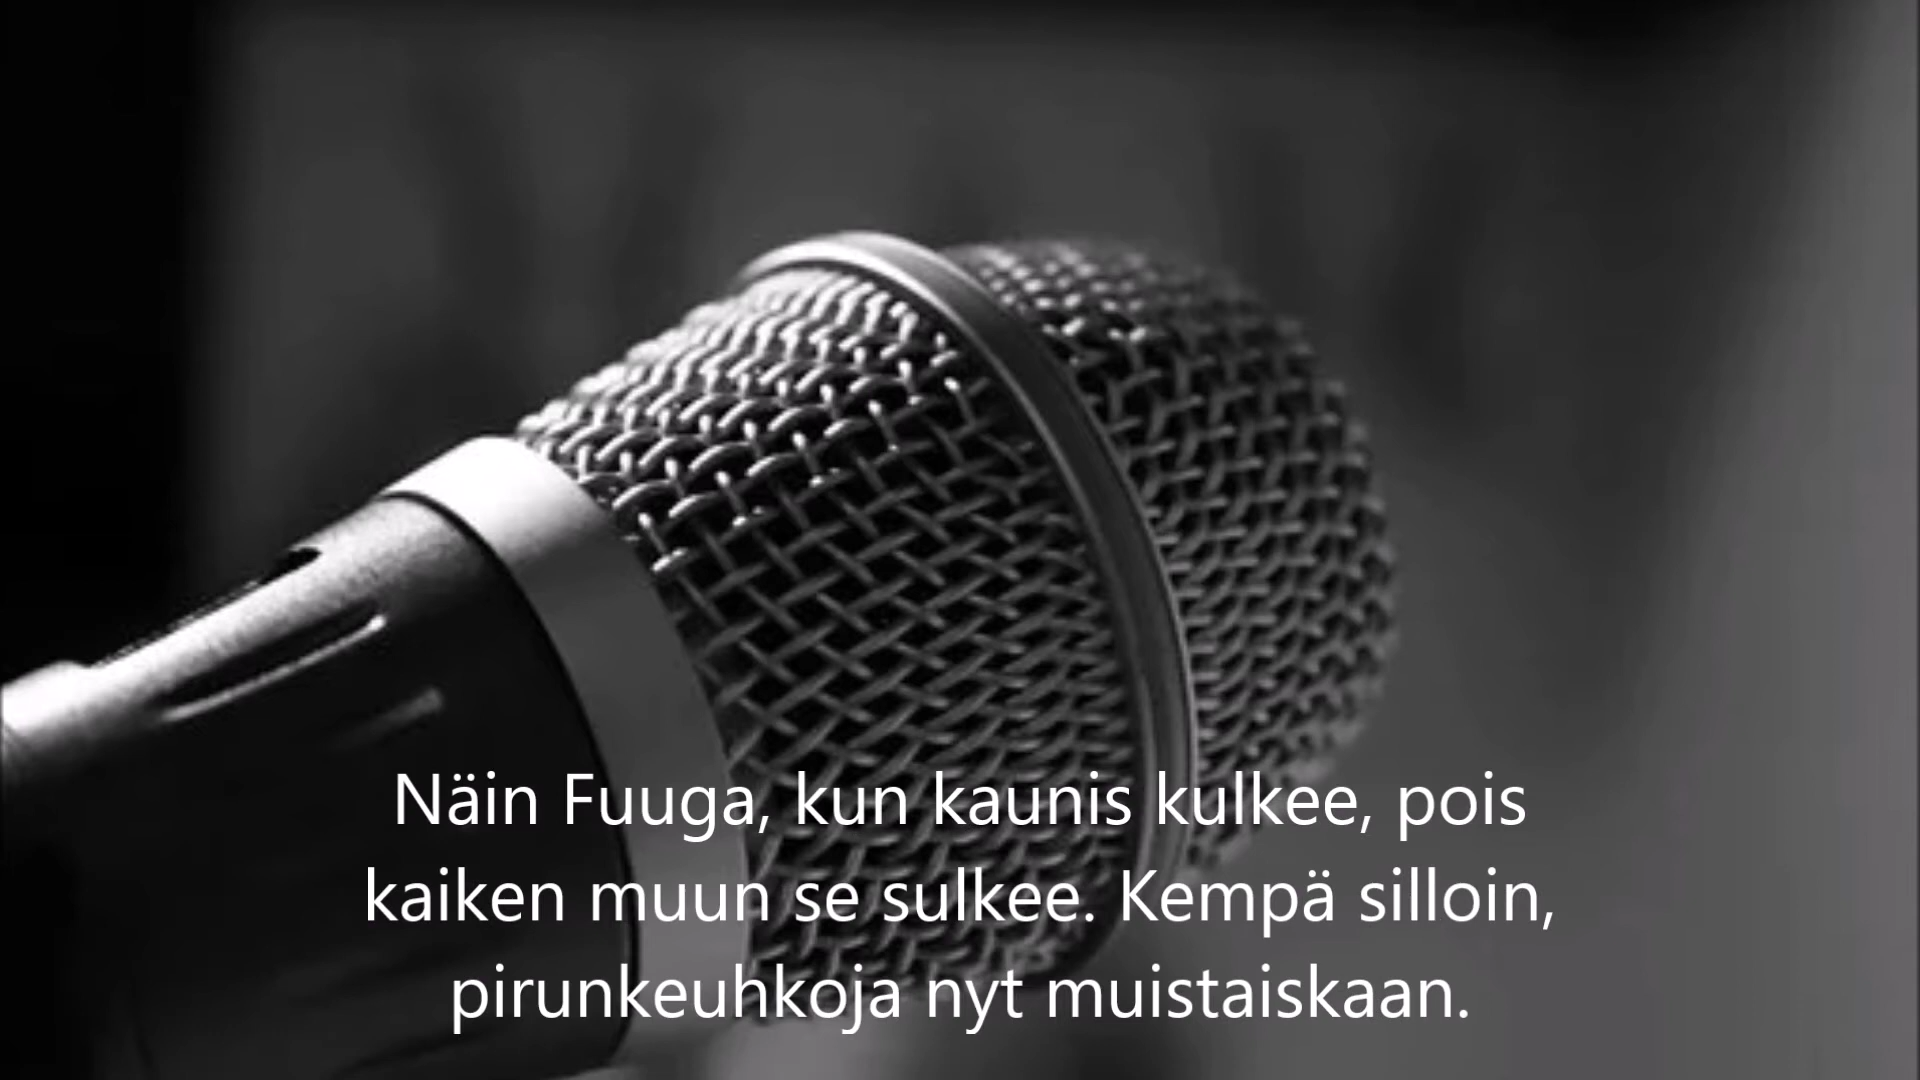 Näin Fuuga, kun kaunis kulkee, pois
kaiken muun se sulkee. Kempä silloin,
pirunkeuhkoja nyt muistaiskaan.